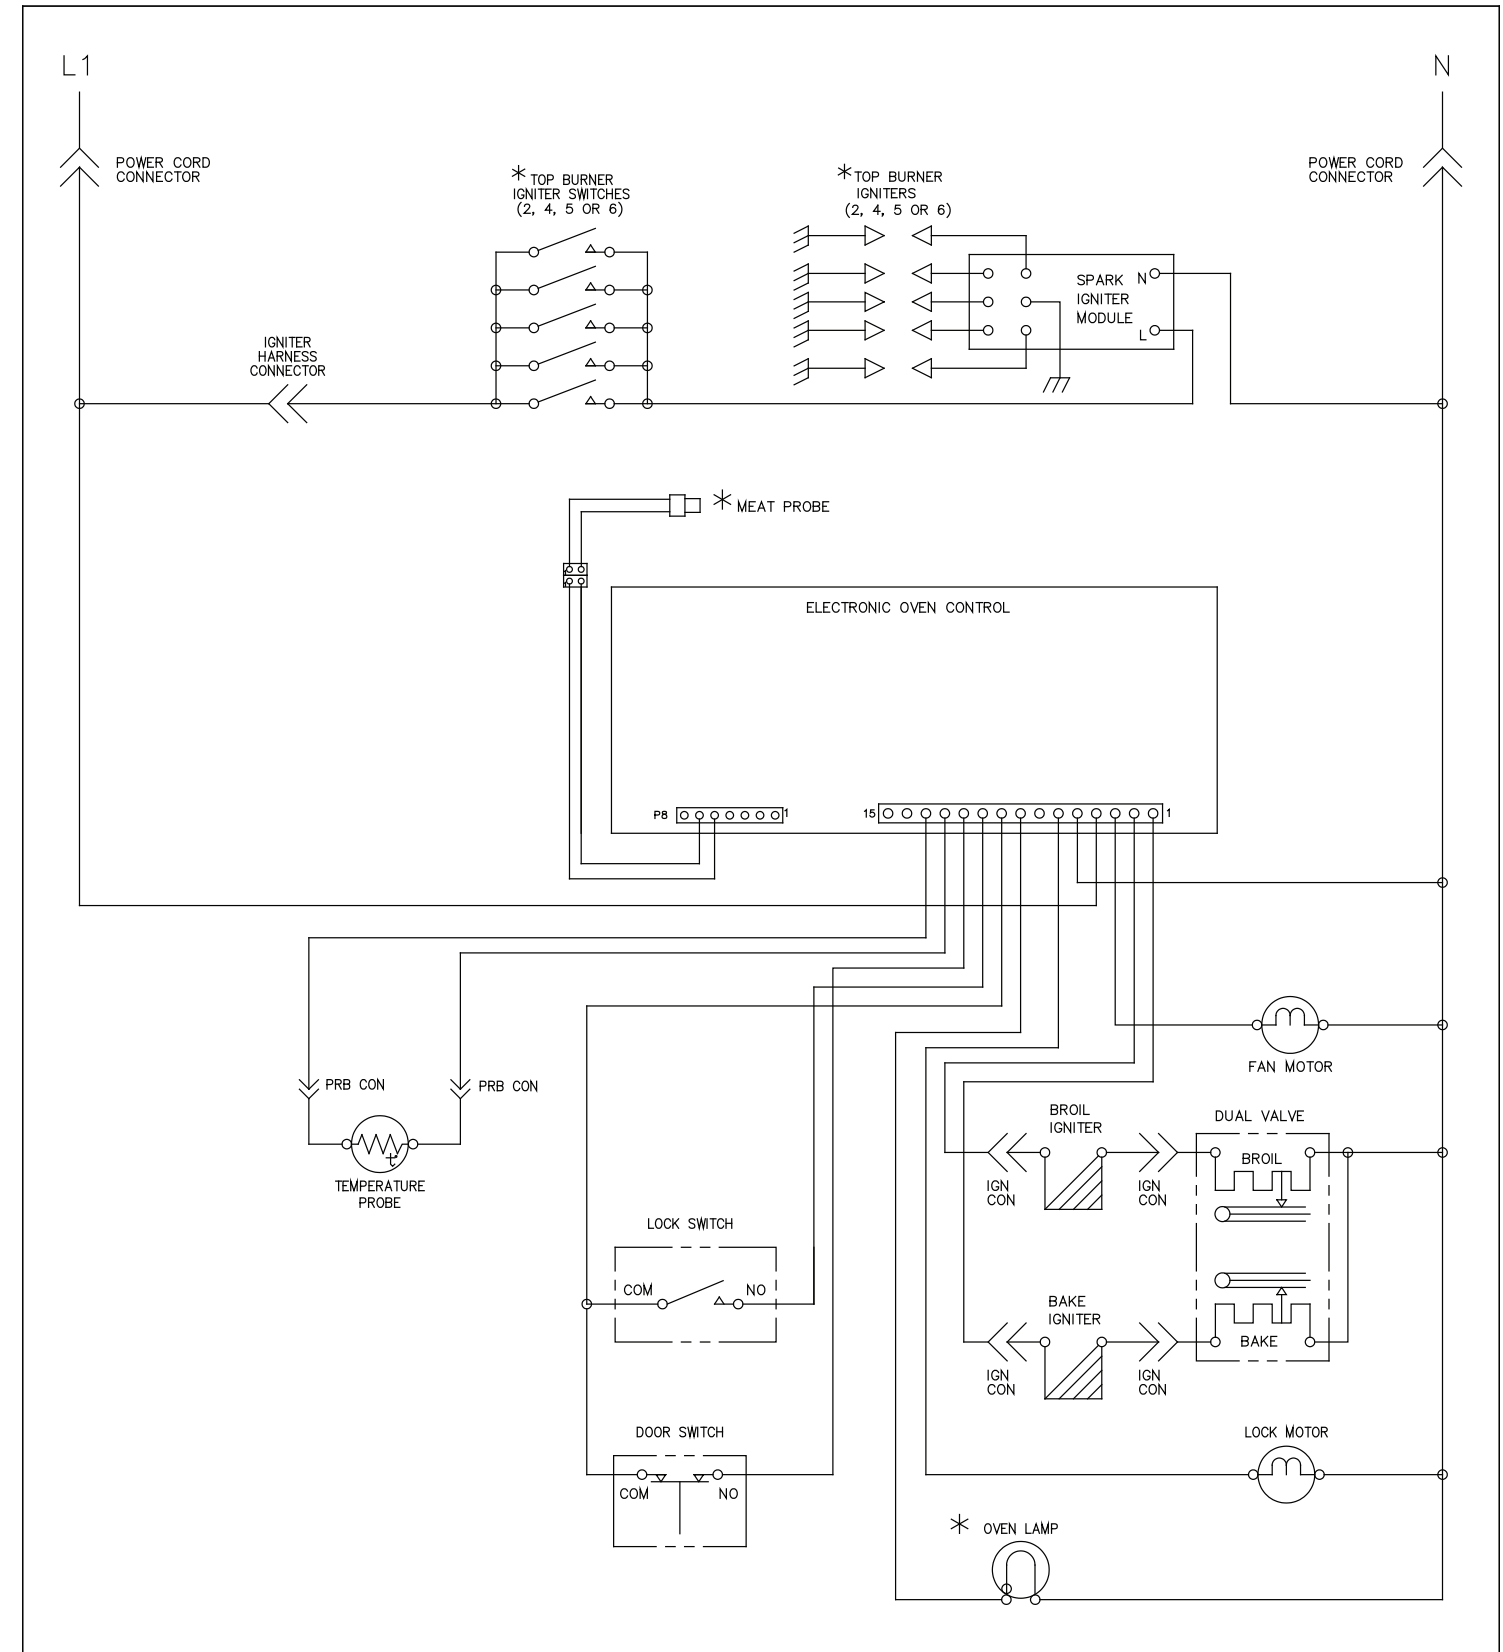 L1
N
POWER CORD
CONNECTOR
POWER CORD
CONNECTOR
* TOP BURNER
IGNITER SWITCHES
(2, 4, 5 OR 6)
* TOP BURNER
IGNITERS
(2, 4, 5 OR 6)
SPARK
IGNITER
MODULE
N
L
IGNITER
HARNESS
CONNECTOR
* MEAT PROBE
ELECTRONIC OVEN CONTROL
P8
1
15
1
FAN MOTOR
PRB CON
PRB CON
t°
TEMPERATURE
PROBE
BROIL
IGNITER
DUAL VALVE
BROIL
IGN
CON
IGN
CON
LOCK SWITCH
COM
NO
BAKE
IGNITER
BAKE
IGN
CON
IGN
CON
DOOR SWITCH
COM
NO
LOCK MOTOR
* OVEN LAMP